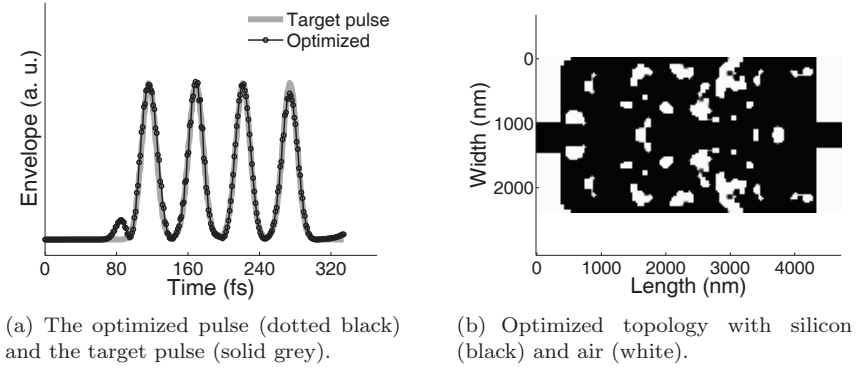 Target pulse
Optimized
Envelope (a. u.)
0 80 160 240 320
Time (fs)
0
1000
2000
Width (nm)
0 1000 2000 3000 4000
Length (nm)
(a) The optimized pulse (dotted black)
and the target pulse (solid grey).
(b) Optimized topology with silicon
(black) and air (white).